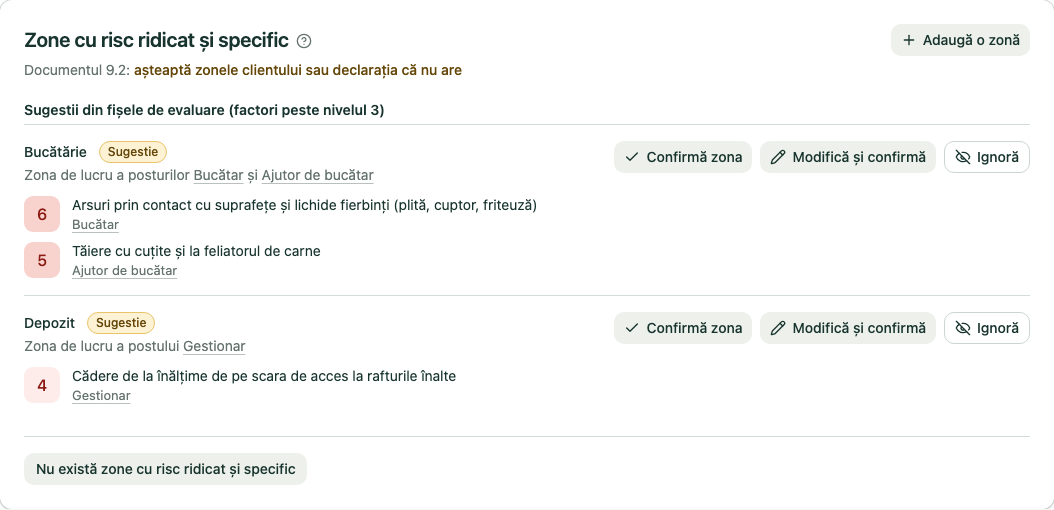 Zone cu risc ridicat și specific
+ Adaugă o zonă
Documentul 9.2: așteaptă zonele clientului sau declarația că nu are
Sugestii din fișele de evaluare (factori peste nivelul 3)
Bucătărie Sugestie
Confirmă zona Modifică și confirmă Ignoră
Zona de lucru a posturilor Bucătar și Ajutor de bucătar
6 Arsuri prin contact cu suprafețe și lichide fierbinți (plită, cuptor, friteuză)
Bucătar
5 Tăiere cu cuțite și la feliatorul de carne
Ajutor de bucătar
Depozit Sugestie
Confirmă zona Modifică și confirmă Ignoră
Zona de lucru a postului Gestionar
4 Cădere de la înălțime de pe scara de acces la rafturile înalte
Gestionar
Nu există zone cu risc ridicat și specific